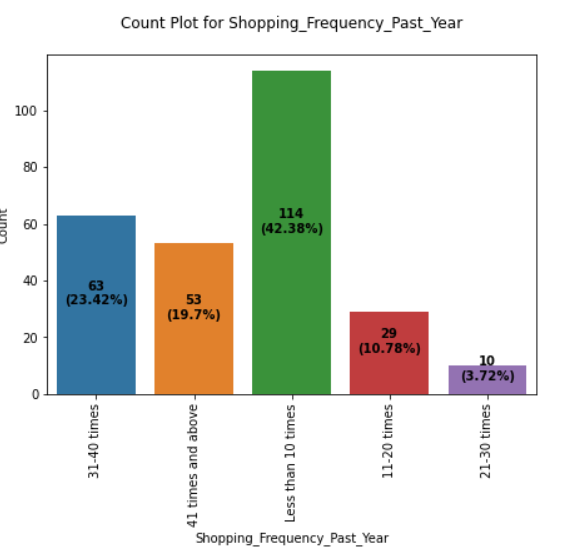 Count Plot for Shopping_Frequency_Past_Year
Count
100
80
60
40
20
0
63
(23.42%)
53
(19.7%)
114
(42.38%)
29
(10.78%)
10
(3.72%)
31-40 times
41 times and above
Less than 10 times
11-20 times
21-30 times
Shopping_Frequency_Past_Year